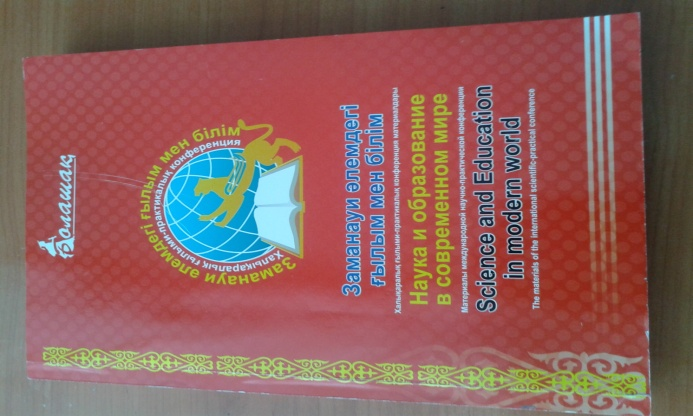 Болашақ
Заманауи әлемдегі ғылым мен білім
Халықаралық ғылыми-практикалық конференция
Заманауи әлемдегі
ғылым мен білім
Халықаралық ғылыми-практикалық конференция материалдары
Наука и образование
в современном мире
Материалы международной научно-практической конференции
Science and Education
in modern world
The materials of the international scientific-practical conference